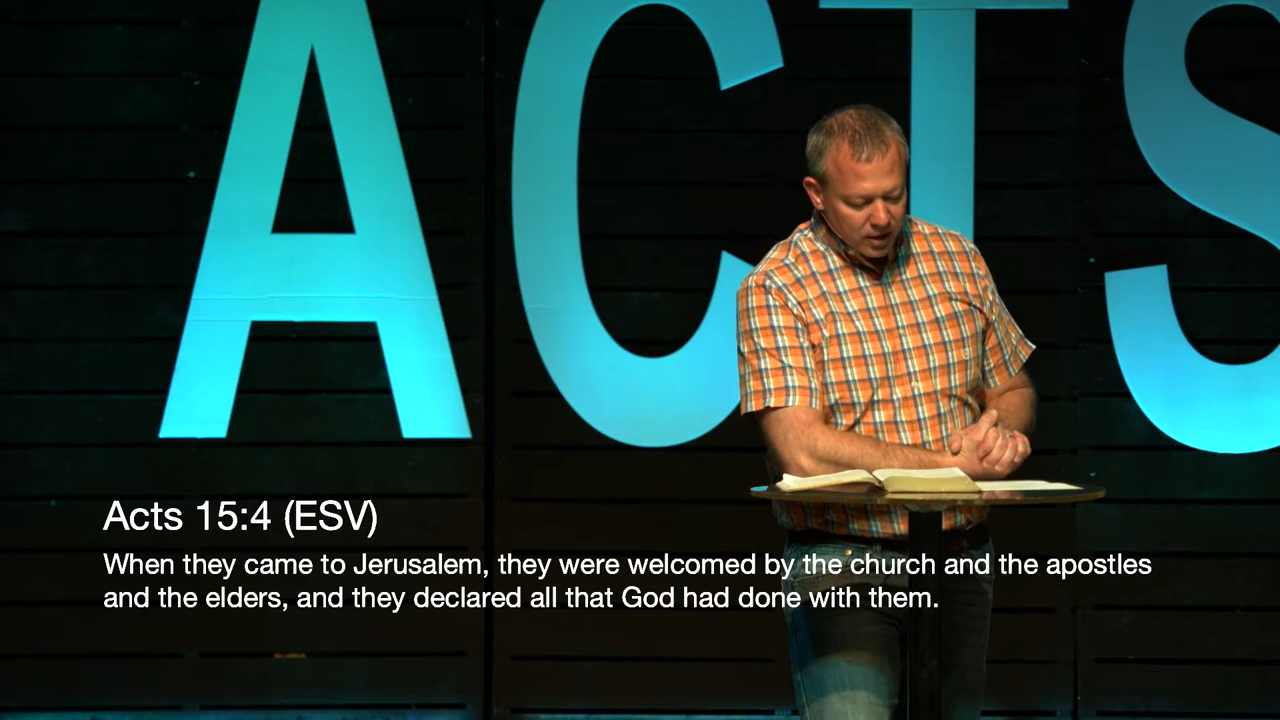 ACTS
Acts 15:4 (ESV)
When they came to Jerusalem, they were welcomed by the church and the apostles
and the elders, and they declared all that God had done with them.